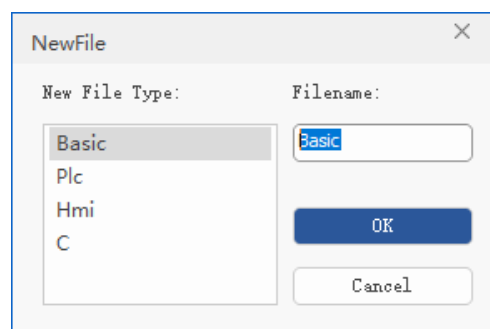 NewFile
New File Type:
Filename:
Basic
Plc
Hmi
C
Basic
OK
Cancel